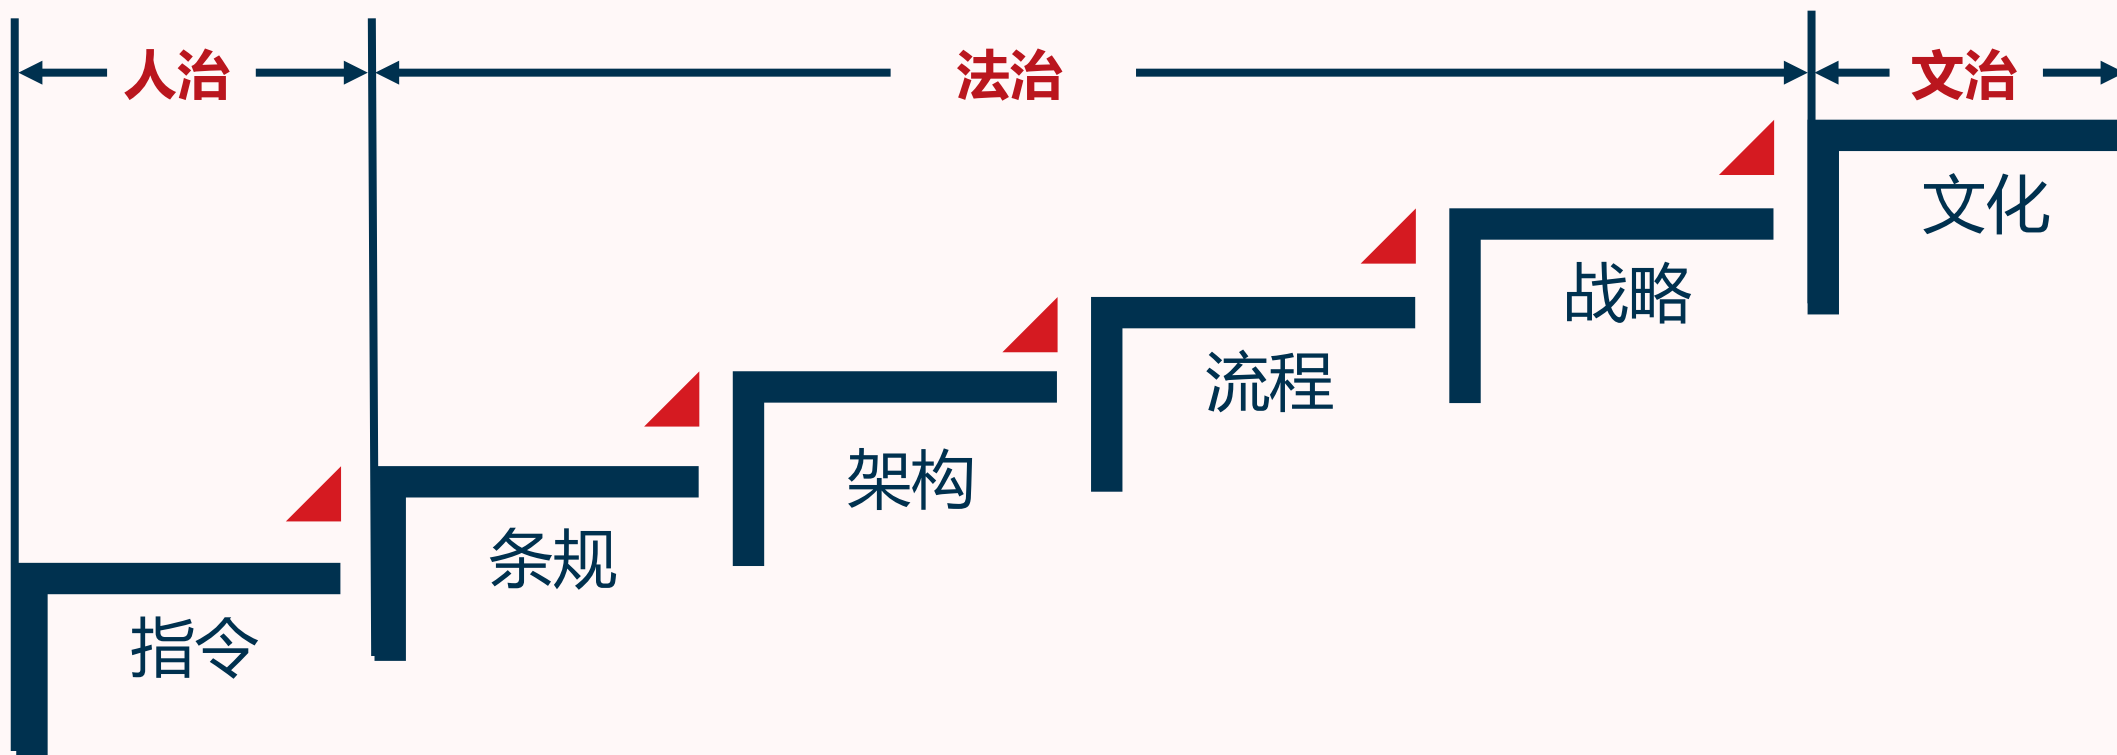 人治
法治
文治
文化
战略
流程
架构
条规
指令